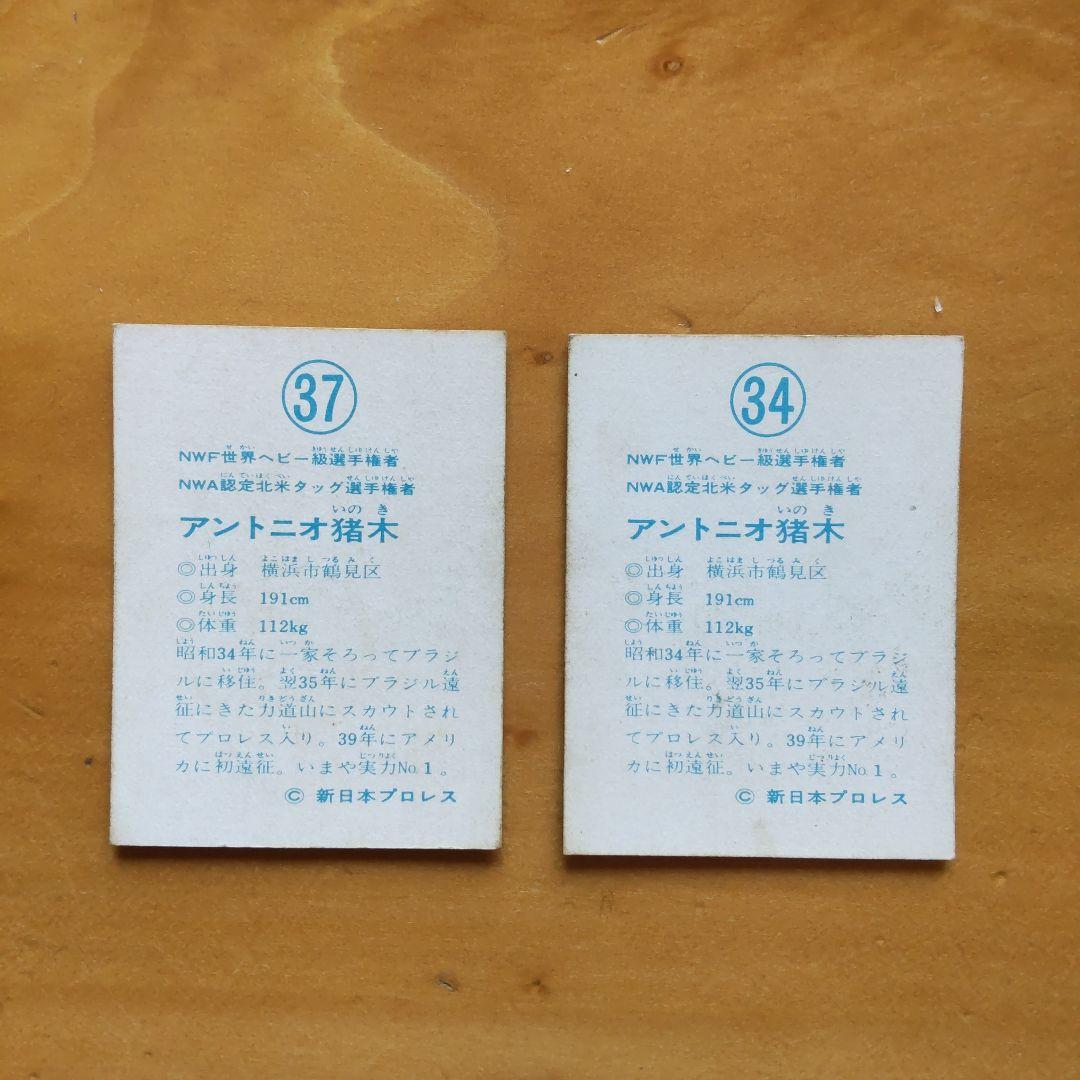 37
NWF世界ヘビー級選手権者
NWA認定北米タッグ選手権者
アントニオ猪木
◎出身 横浜市鶴見区
◎身長 191cm
◎体重 112kg
昭和34年に一家そろってブラジ
ルに移住。翌35年にブラジル遠
征にきた力道山にスカウトされ
てプロレス入り。39年にアメリ
カに初遠征。いまや実力No.1。
© 新日本プロレス
34
NWF世界ヘビー級選手権者
NWA認定北米タッグ選手権者
アントニオ猪木
◎出身 横浜市鶴見区
◎身長 191cm
◎体重 112kg
昭和34年に一家そろってブラジ
ルに移住。翌35年にブラジル遠
征にきた力道山にスカウトされ
てプロレス入り。39年にアメリ
カに初遠征。いまや実力No.1。
© 新日本プロレス